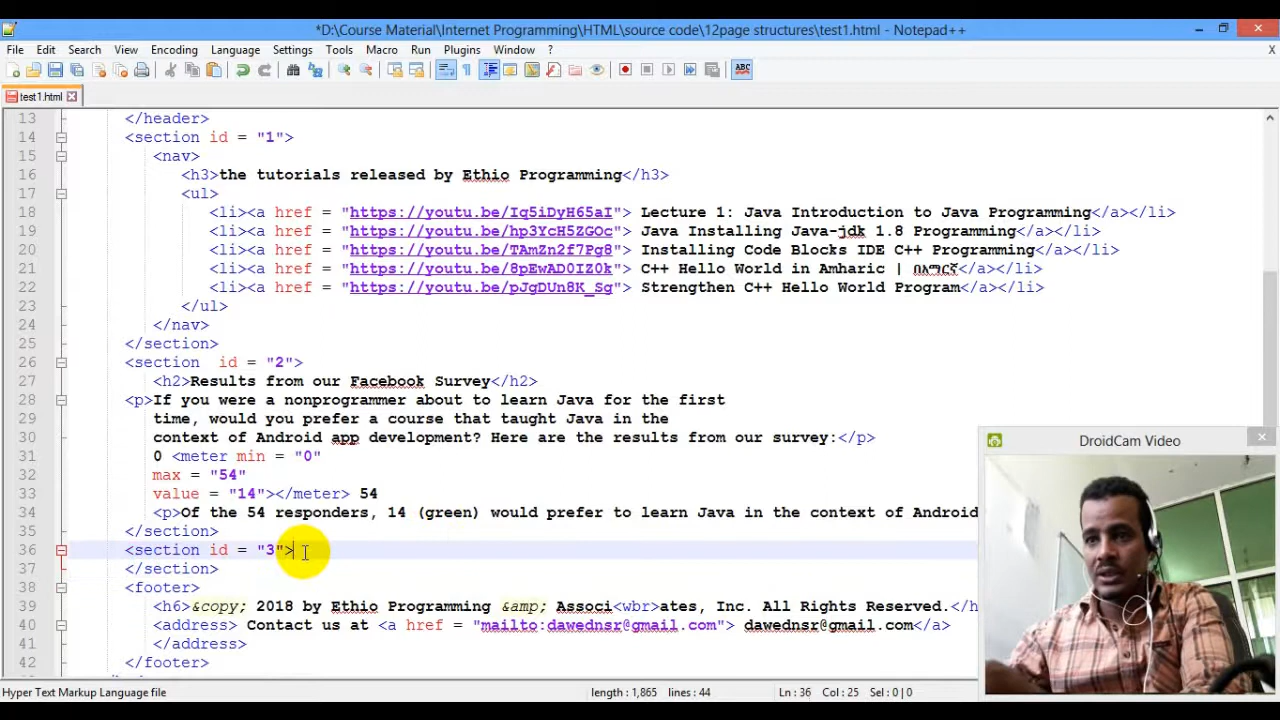 *D:\Course Material\Internet Programming\HTML\source code\12page structures\test1.html - Notepad++
File Edit Search View Encoding Language Settings Tools Macro Run Plugins Window ? X
ABC
test1.html
13 </header>
14 <section id = "1">
15 <nav>
16 <h3>the tutorials released by Ethio Programming</h3>
17 <ul>
18 <li><a href = "https://youtu.be/Iq5iDyH65aI"> Lecture 1: Java Introduction to Java Programming</a></li>
19 <li><a href = "https://youtu.be/hp3YcH5ZGOc"> Java Installing Java-jdk 1.8 Programming</a></li>
20 <li><a href = "https://youtu.be/TAmZn2f7Pg8"> Installing Code Blocks IDE C++ Programming</a></li>
21 <li><a href = "https://youtu.be/8pEwAD0IZ0k"> C++ Hello World in Amharic | በአማርኛ</a></li>
22 <li><a href = "https://youtu.be/pJgDUn8K_Sg"> Strengthen C++ Hello World Program</a></li>
23 </ul>
24 </nav>
25 </section>
26 <section id = "2">
27 <h2>Results from our Facebook Survey</h2>
28 <p>If you were a nonprogrammer about to learn Java for the first
29 time, would you prefer a course that taught Java in the
30 context of Android app development? Here are the results from our survey:</p>
31 0 <meter min = "0"
32 max = "54"
33 value = "14"></meter> 54
34 <p>Of the 54 responders, 14 (green) would prefer to learn Java in the context of Android
35 </section>
36 <section id = "3">
37 </section>
38 <footer>
39 <h6>&copy; 2018 by Ethio Programming &amp; Associ<wbr>ates, Inc. All Rights Reserved.</h
40 <address> Contact us at <a href = "mailto:dawednsr@gmail.com"> dawednsr@gmail.com</a>
41 </address>
42 </footer>
DroidCam Video
Hyper Text Markup Language file length : 1,865 lines : 44 Ln : 36 Col : 25 Sel : 0 | 0